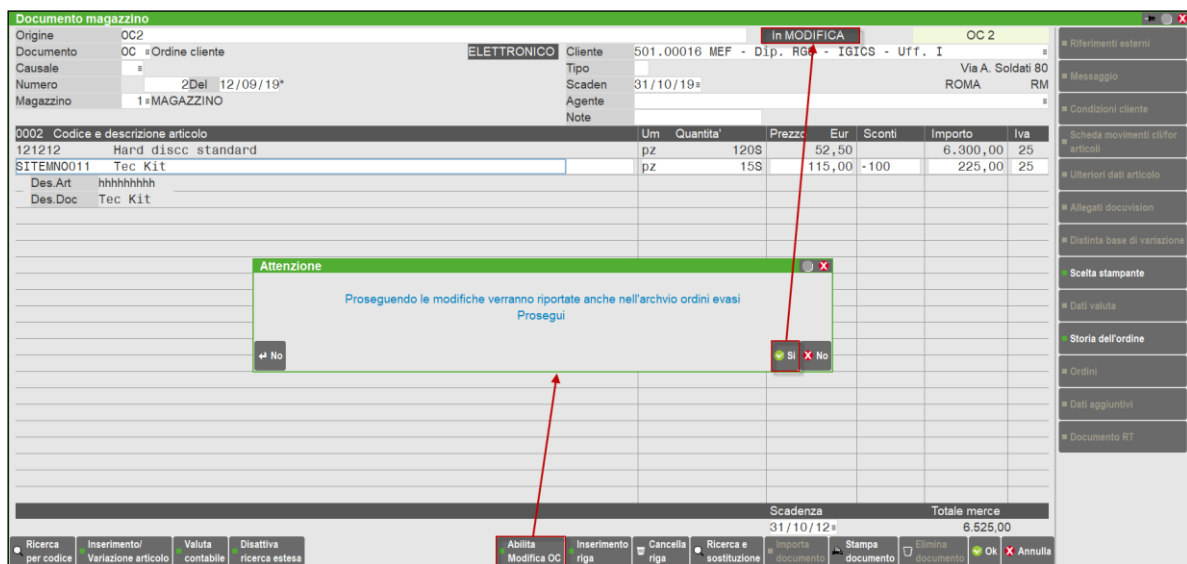 Documento magazzino
Origine OC2 In MODIFICA OC 2
Documento OC Ordine cliente ELETTRONICO Cliente 501.00016 MEF - Dip. RGS - IGICS - Uff. I
Causale Tipo Via A. Soldati 80
Numero 2Del 12/09/19* Scaden 31/10/19 ROMA RM
Magazzino 1 MAGAZZINO Agente
Note
0002 Codice e descrizione articolo Um Quantita' Prezzo Eur Sconti Importo Iva
121212 Hard discc standard pz 120S 52,50 6.300,00 25
SITEMNO011 Tec Kit pz 15S 115,00 -100 225,00 25
Des.Art hhhhhhhhh
Des.Doc Tec Kit
Attenzione
Proseguendo le modifiche verranno riportate anche nell'archvio ordini evasi
Prosegui
No Si No
Scadenza Totale merce
31/10/12 6.525,00
Ricerca per codice
Inserimento/ Variazione articolo
Valuta contabile
Disattiva ricerca estesa
Abilita Modifica OC
Inserimento riga
Cancella riga
Ricerca e sostituzione
Importa documento
Stampa documento
Elimina documento
Ok
Annulla
Riferimenti esterni
Messaggio
Condizioni cliente
Scheda movimenti cli/for
articoli
Ulteriori dati articolo
Allegati docuvision
Distinta base di variazione
Scelta stampante
Dati valuta
Storia dell'ordine
Ordini
Dati aggiuntivi
Documento RT